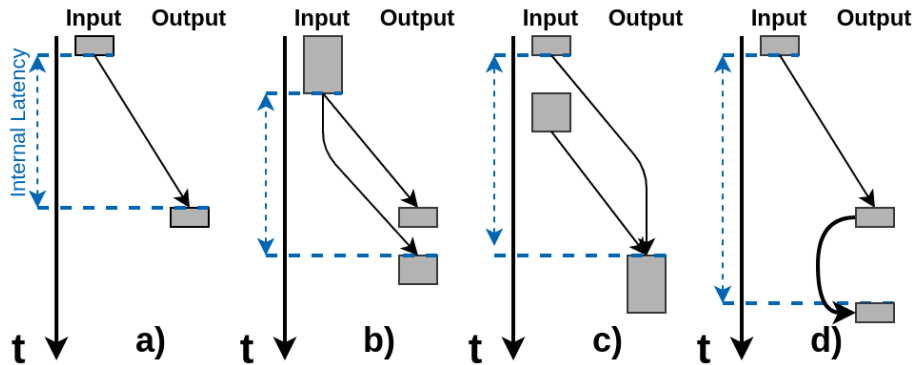 Input Output Input Output Input Output Input Output
Internal Latency
t a) t b) t c) t d)